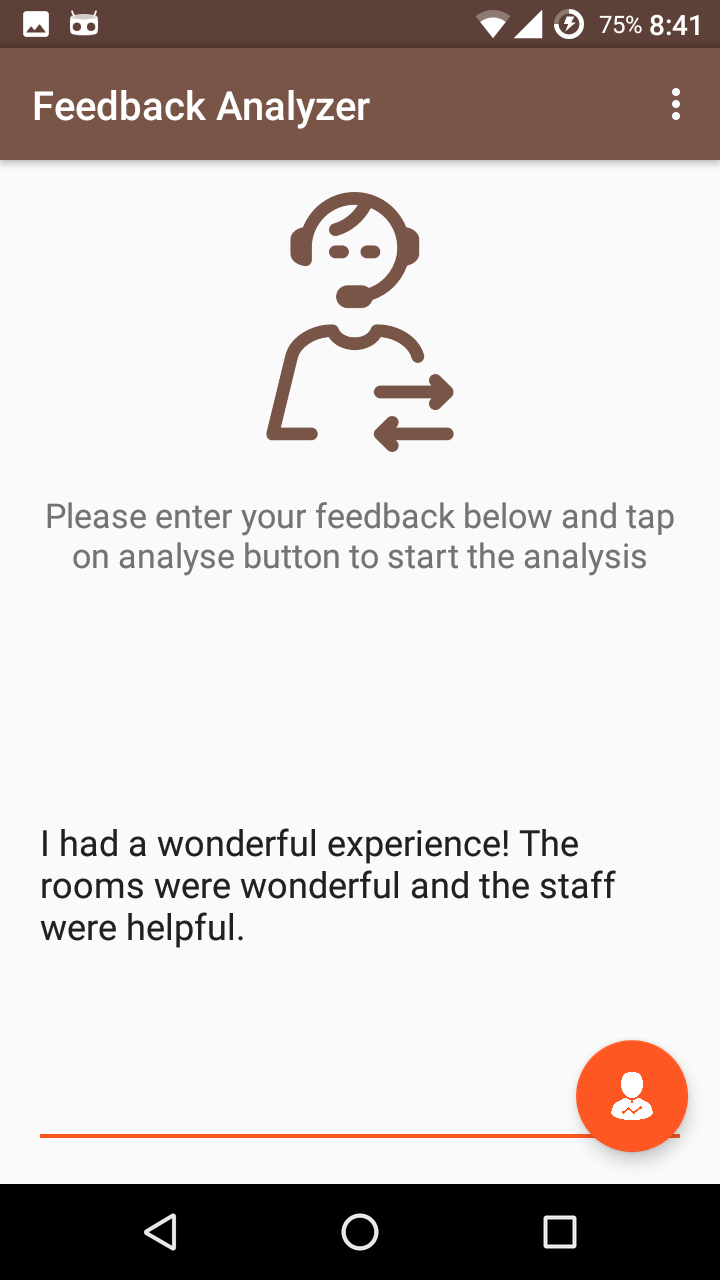 75% 8:41
Feedback Analyzer
Please enter your feedback below and tap
on analyse button to start the analysis
I had a wonderful experience! The
rooms were wonderful and the staff
were helpful.